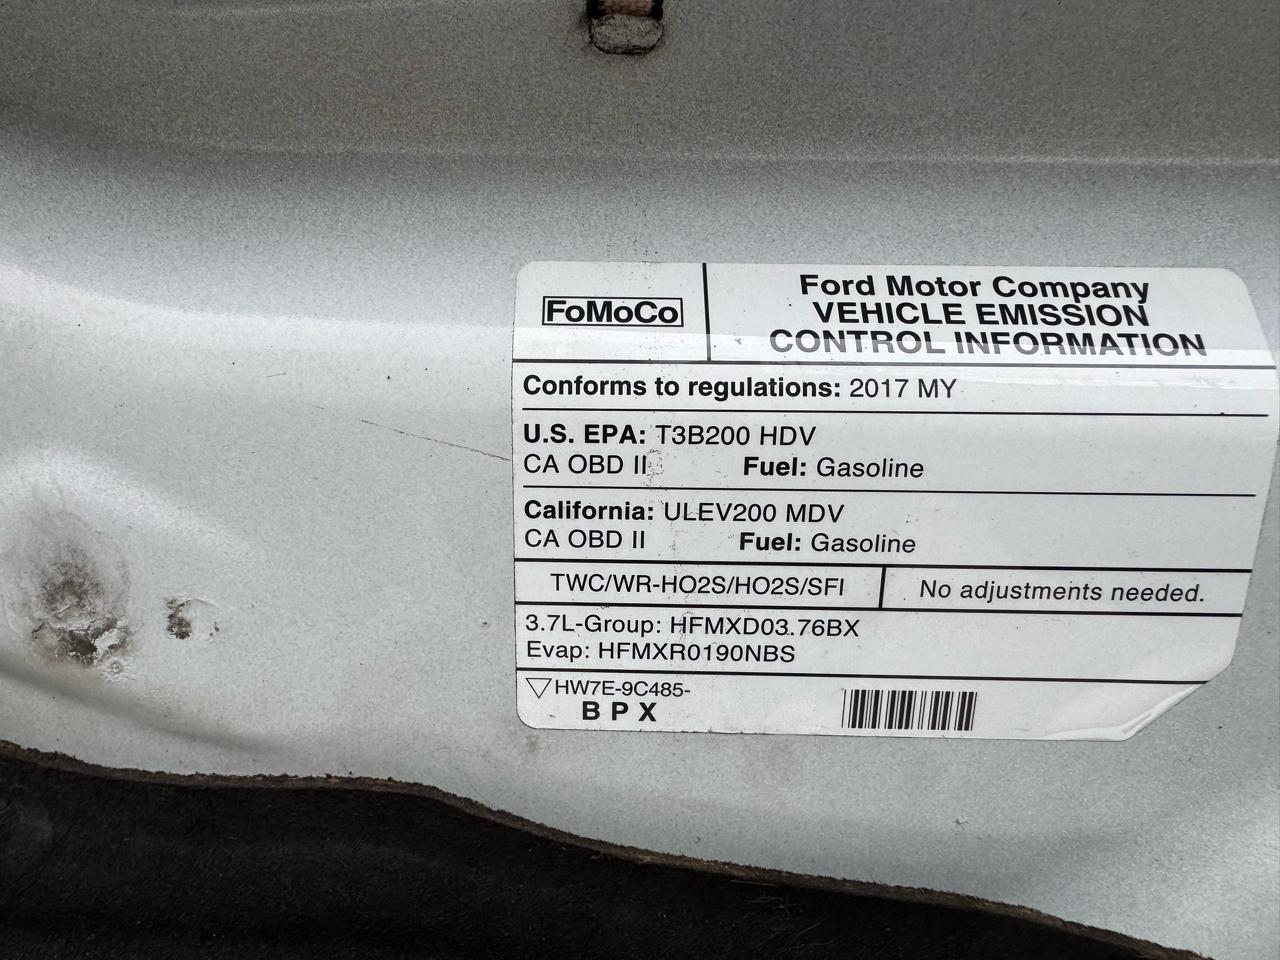 FoMoCo
Ford Motor Company
VEHICLE EMISSION
CONTROL INFORMATION
Conforms to regulations: 2017 MY
U.S. EPA: T3B200 HDV
CA OBD II Fuel: Gasoline
California: ULEV200 MDV
CA OBD II Fuel: Gasoline
TWC/WR-HO2S/HO2S/SFI No adjustments needed.
3.7L-Group: HFMXD03.76BX
Evap: HFMXR0190NBS
▽HW7E-9C485-
B P X